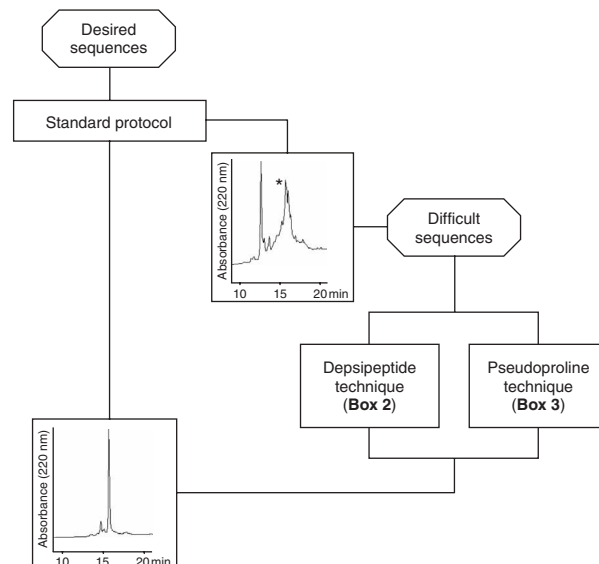 Desired
sequences
Standard protocol
Absorbance (220 nm)
*
10 15 20 min
Difficult
sequences
Depsipeptide
technique
(Box 2)
Pseudoproline
technique
(Box 3)
Absorbance (220 nm)
10 15 20 min